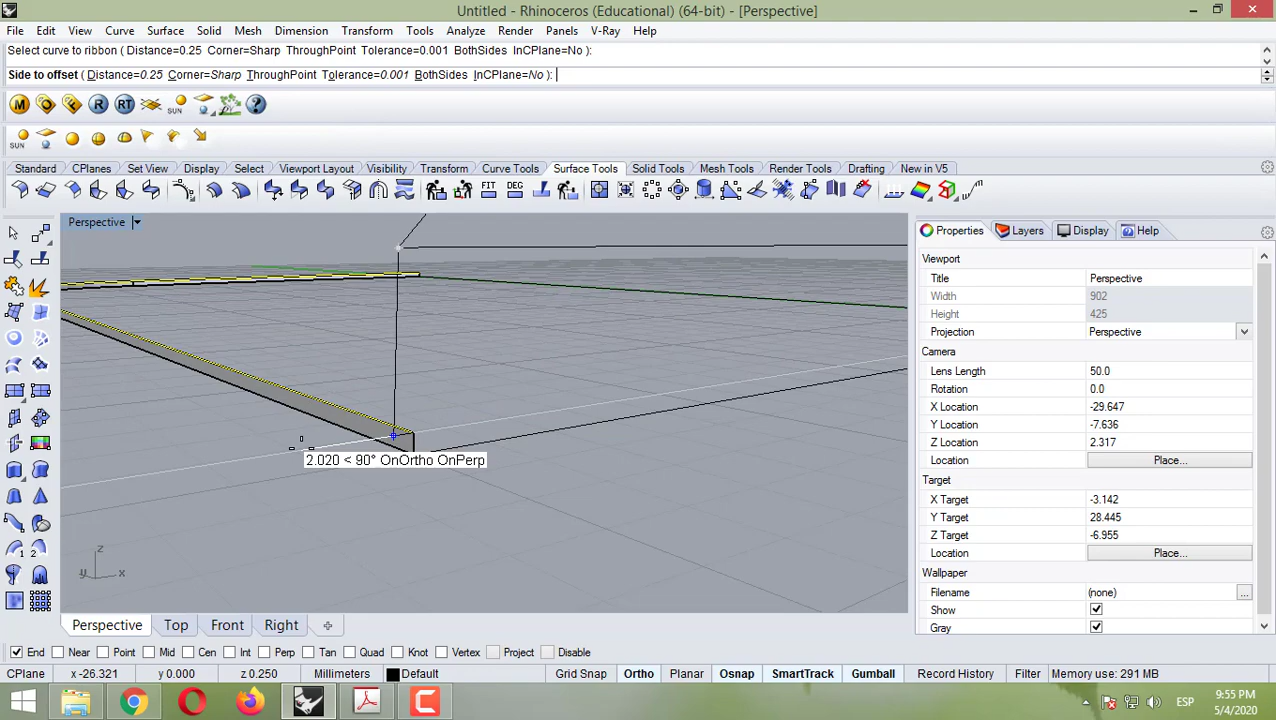 Untitled - Rhinoceros (Educational) (64-bit) - [Perspective]
File Edit View Curve Surface Solid Mesh Dimension Transform Tools Analyze Render Panels V-Ray Help
Select curve to ribbon ( Distance=0.25 Corner=Sharp ThroughPoint Tolerance=0.001 BothSides InCPlane=No ):
Side to offset ( Distance=0.25 Corner=Sharp ThroughPoint Tolerance=0.001 BothSides InCPlane=No ):
M O F R RT SUN ?
SUN
Standard CPlanes Set View Display Select Viewport Layout Visibility Transform Curve Tools Surface Tools Solid Tools Mesh Tools Render Tools Drafting New in V5
FIT DEG
Perspective
Properties Layers Display Help
Viewport
Title Perspective
Width 902
Height 425
Projection Perspective
Camera
Lens Length 50.0
Rotation 0.0
X Location -29.647
Y Location -7.636
Z Location 2.317
Location Place...
Target
X Target -3.142
Y Target 28.445
Z Target -6.955
Location Place...
Wallpaper
Filename (none) ...
Show
Gray
2.020 < 90° OnOrtho OnPerp
z
y x
Perspective Top Front Right
End Near Point Mid Cen Int Perp Tan Quad Knot Vertex Project Disable
CPlane x -26.321 y 0.000 z 0.250 Millimeters Default Grid Snap Ortho Planar Osnap SmartTrack Gumball Record History Filter Memory use: 291 MB
ESP
9:55 PM
5/4/2020